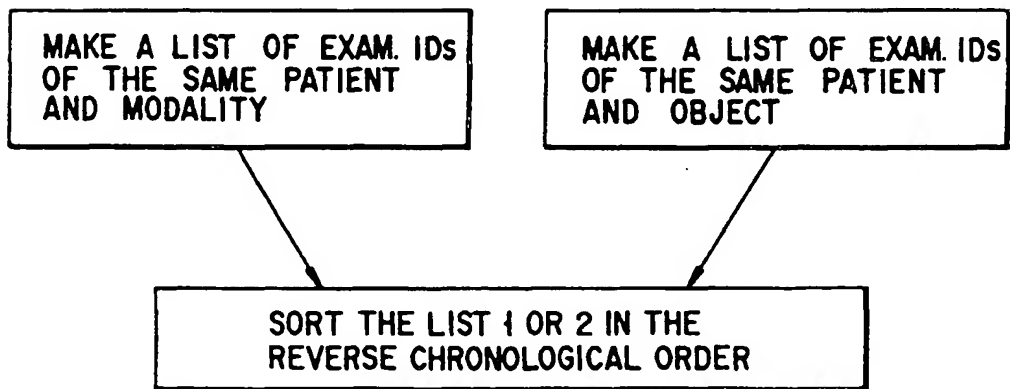 MAKE A LIST OF EXAM. IDs
OF THE SAME PATIENT
AND MODALITY
MAKE A LIST OF EXAM. IDs
OF THE SAME PATIENT
AND OBJECT
SORT THE LIST 1 OR 2 IN THE
REVERSE CHRONOLOGICAL ORDER